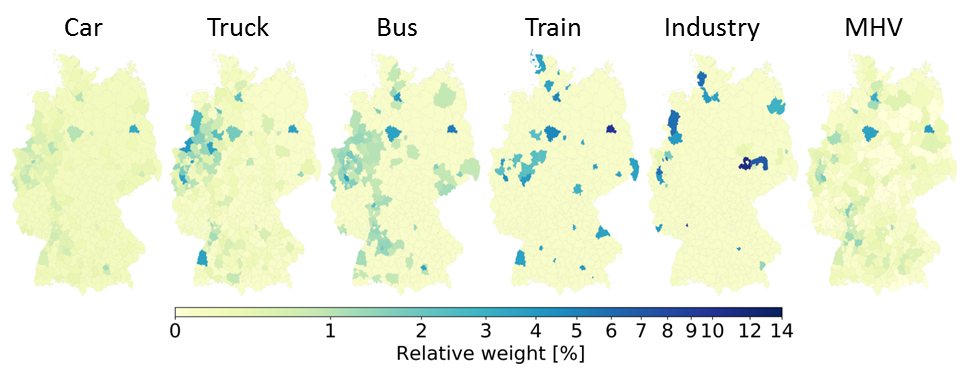 Car Truck Bus Train Industry MHV
0 1 2 3 4 5 6 7 8 9 10 12 14
Relative weight [%]